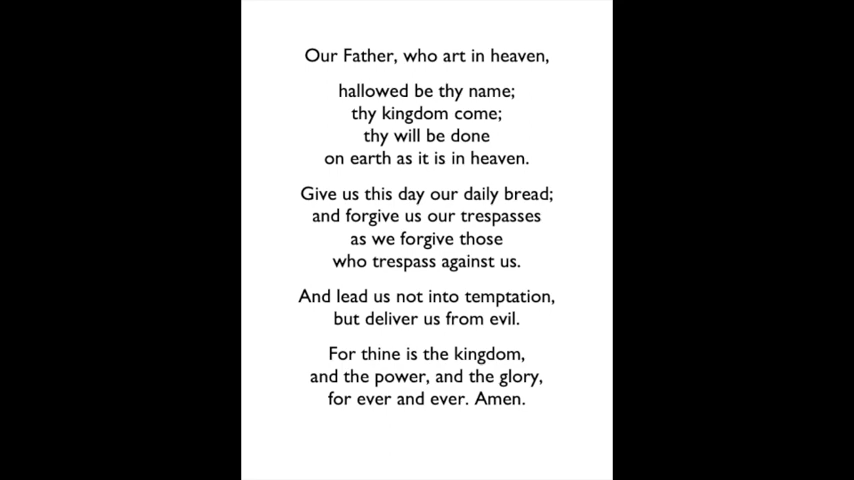 Our Father, who art in heaven,
hallowed be thy name;
thy kingdom come;
thy will be done
on earth as it is in heaven.
Give us this day our daily bread;
and forgive us our trespasses
as we forgive those
who trespass against us.
And lead us not into temptation,
but deliver us from evil.
For thine is the kingdom,
and the power, and the glory,
for ever and ever. Amen.